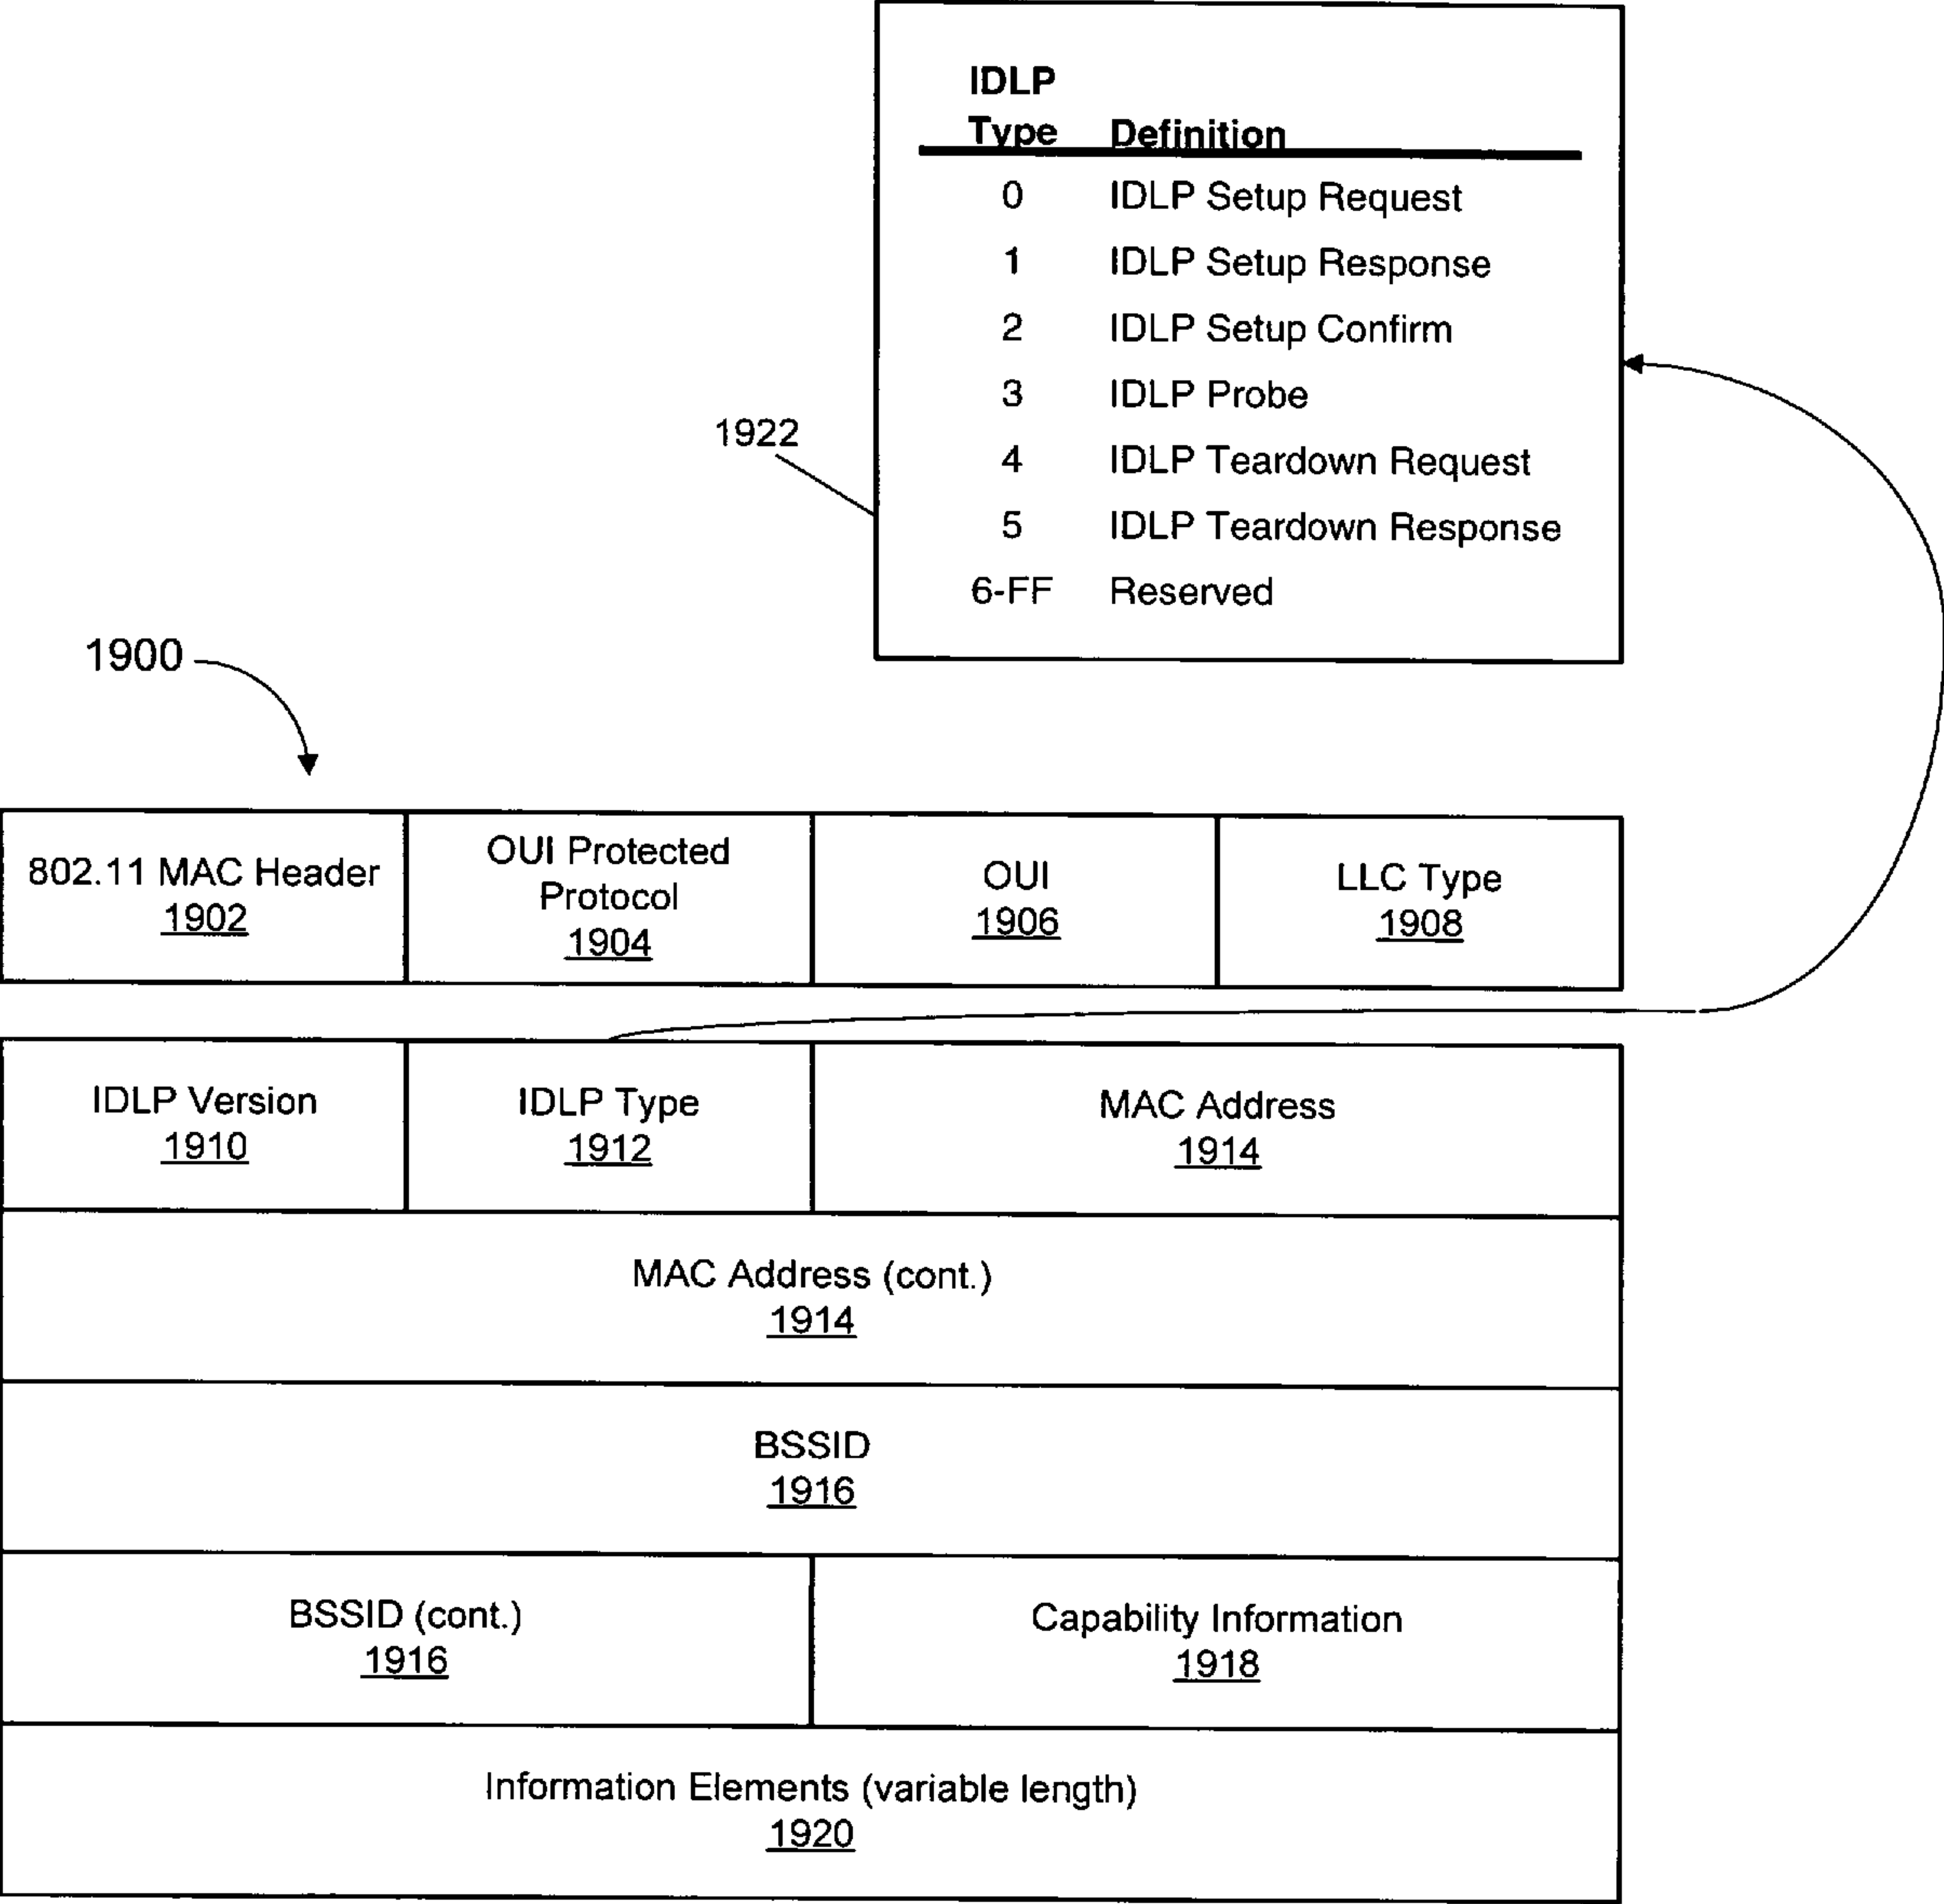 IDLP
Type Definition
0 IDLP Setup Request
1 IDLP Setup Response
2 IDLP Setup Confirm
3 IDLP Probe
1922
4 IDLP Teardown Request
5 IDLP Teardown Response
6-FF Reserved
1900
802.11 MAC Header
1902
OUI Protected
Protocol
1904
OUI
1906
LLC Type
1908
IDLP Version
1910
IDLP Type
1912
MAC Address
1914
MAC Address (cont.)
1914
BSSID
1916
BSSID (cont.)
1916
Capability Information
1918
Information Elements (variable length)
1920